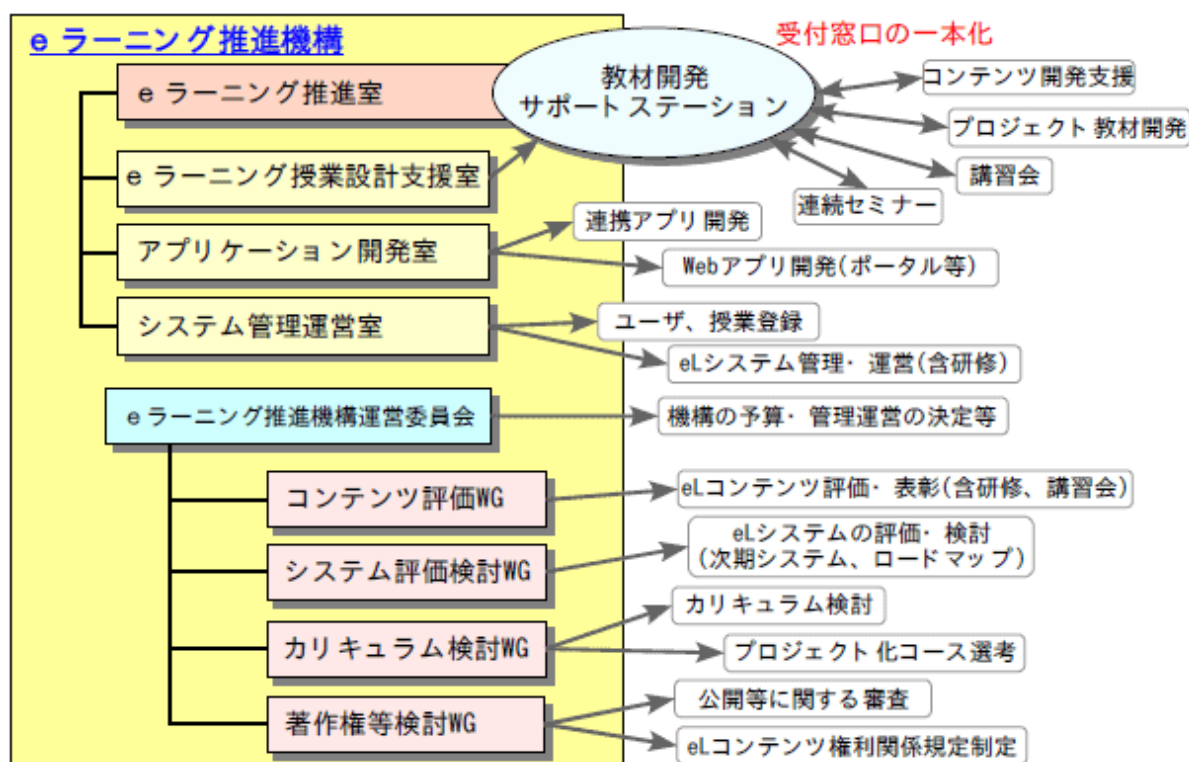 e ラーニング推進機構
受付窓口の一本化
e ラーニング推進室
教材開発
サポートステーション
コンテンツ開発支援
プロジェクト教材開発
講習会
連続セミナー
e ラーニング授業設計支援室
アプリケーション開発室
連携アプリ開発
Webアプリ開発(ポータル等)
システム管理運営室
ユーザ、授業登録
eLシステム管理・運営(含研修)
e ラーニング推進機構運営委員会
機構の予算・管理運営の決定等
コンテンツ評価WG
eLコンテンツ評価・表彰(含研修、講習会)
システム評価検討WG
eLシステムの評価・検討
(次期システム、ロードマップ)
カリキュラム検討WG
カリキュラム検討
プロジェクト化コース選考
著作権等検討WG
公開等に関する審査
eLコンテンツ権利関係規定制定